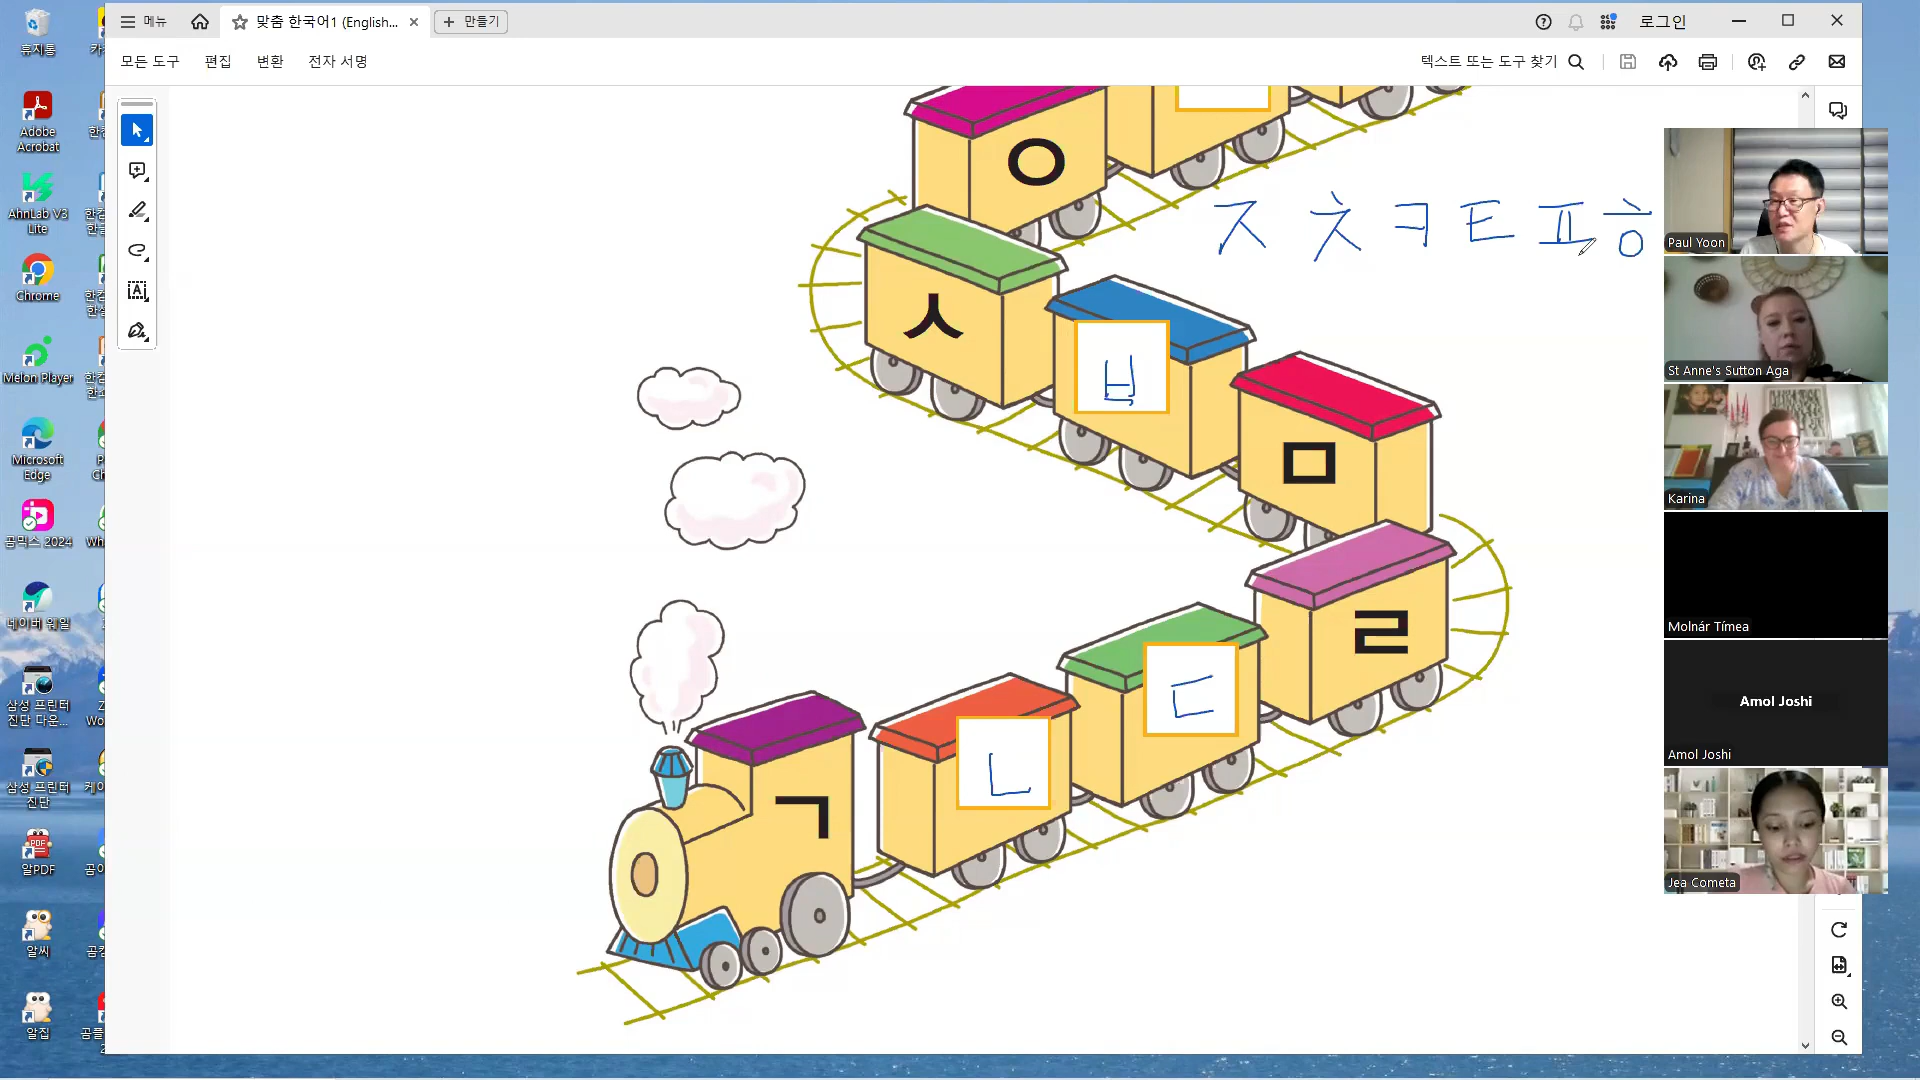 메뉴
맞춤 한국어1 (English...
만들기
로그인
모든 도구 편집 변환 전자 서명
텍스트 또는 도구 찾기
휴지통
Adobe Acrobat
AhnLab V3 Lite
Chrome
Melon Player
Microsoft Edge
곰믹스 2024
네이버 웨일
삼성 프린터 진단 다운...
삼성 프린터 진단
알PDF
알씨
알집
ㅇ
ㅈ ㅊ ㅋ ㅌ ㅍ ㅎ
ㅅ
ㅂ
ㅁ
ㄹ
ㄷ
ㄴ
ㄱ
Paul Yoon
St Anne's Sutton Aga
Karina
Molnár Tímea
Amol Joshi
Amol Joshi
Jea Cometa